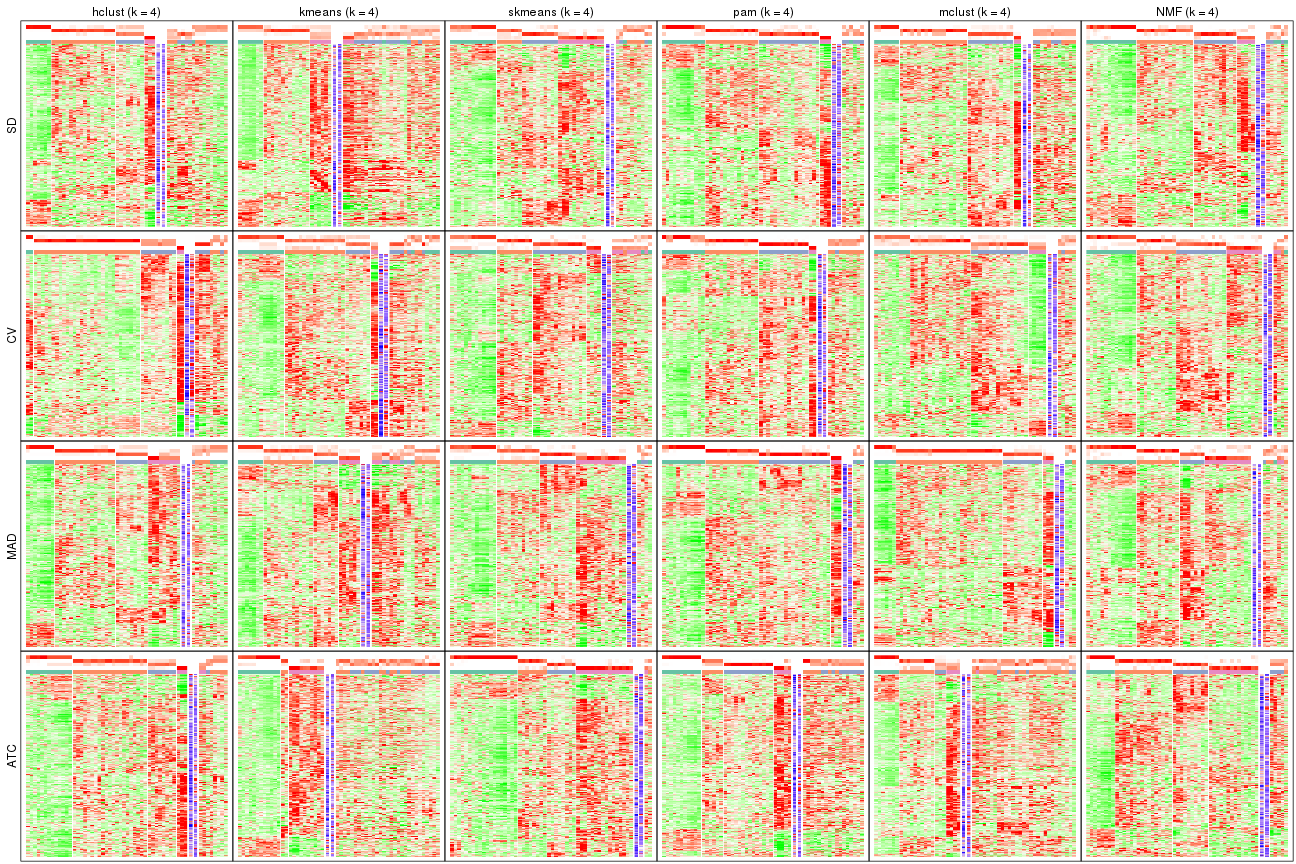 hclust (k = 4) kmeans (k = 4) skmeans (k = 4) pam (k = 4) mclust (k = 4) NMF (k = 4)
SD
CV
MAD
ATC